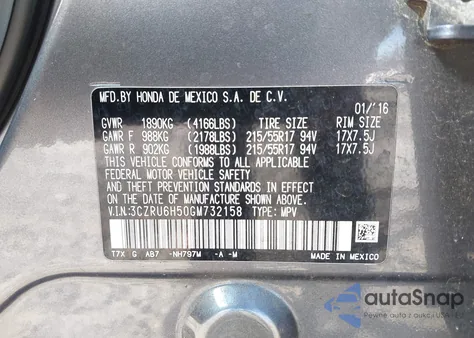 MFD.BY HONDA DE MEXICO S.A. DE C.V.
01/'16
GVWR 1890KG (4166LBS) TIRE SIZE RIM SIZE
GAWR F 988KG (2178LBS) 215/55R17 94V 17X7.5J
GAWR R 902KG (1988LBS) 215/55R17 94V 17X7.5J
THIS VEHICLE CONFORMS TO ALL APPLICABLE
FEDERAL MOTOR VEHICLE SAFETY STANDARDS IN EFFECT ON
THE DATE OF MANUFACTURE SHOWN ABOVE.
V.I.N:3CZRU6H50GM732158 TYPE: MPV
T7X G AB7 -NH797M -A -M
MADE IN MEXICO
autoSnap